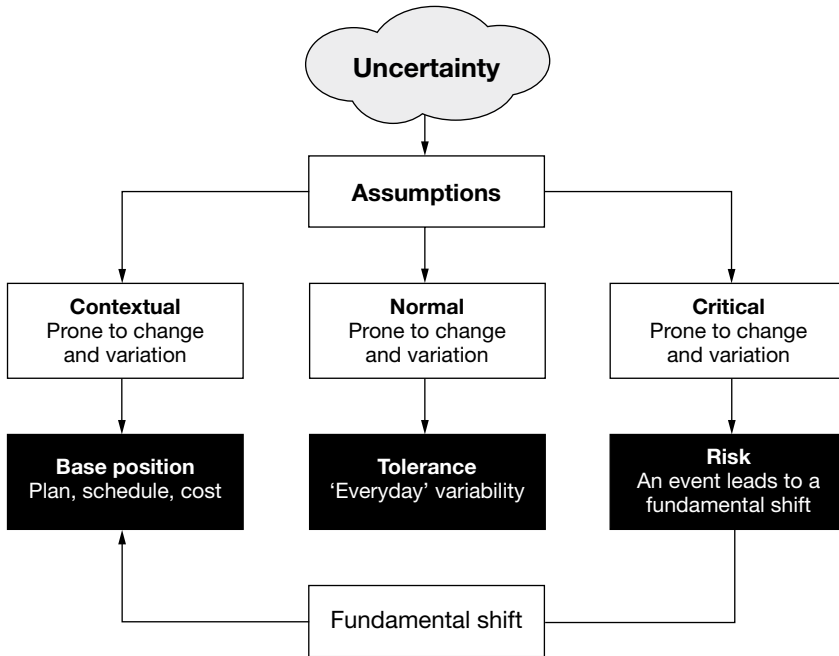 Uncertainty
Assumptions
Contextual
Prone to change
and variation
Normal
Prone to change
and variation
Critical
Prone to change
and variation
Base position
Plan, schedule, cost
Tolerance
‘Everyday’ variability
Risk
An event leads to a
fundamental shift
Fundamental shift